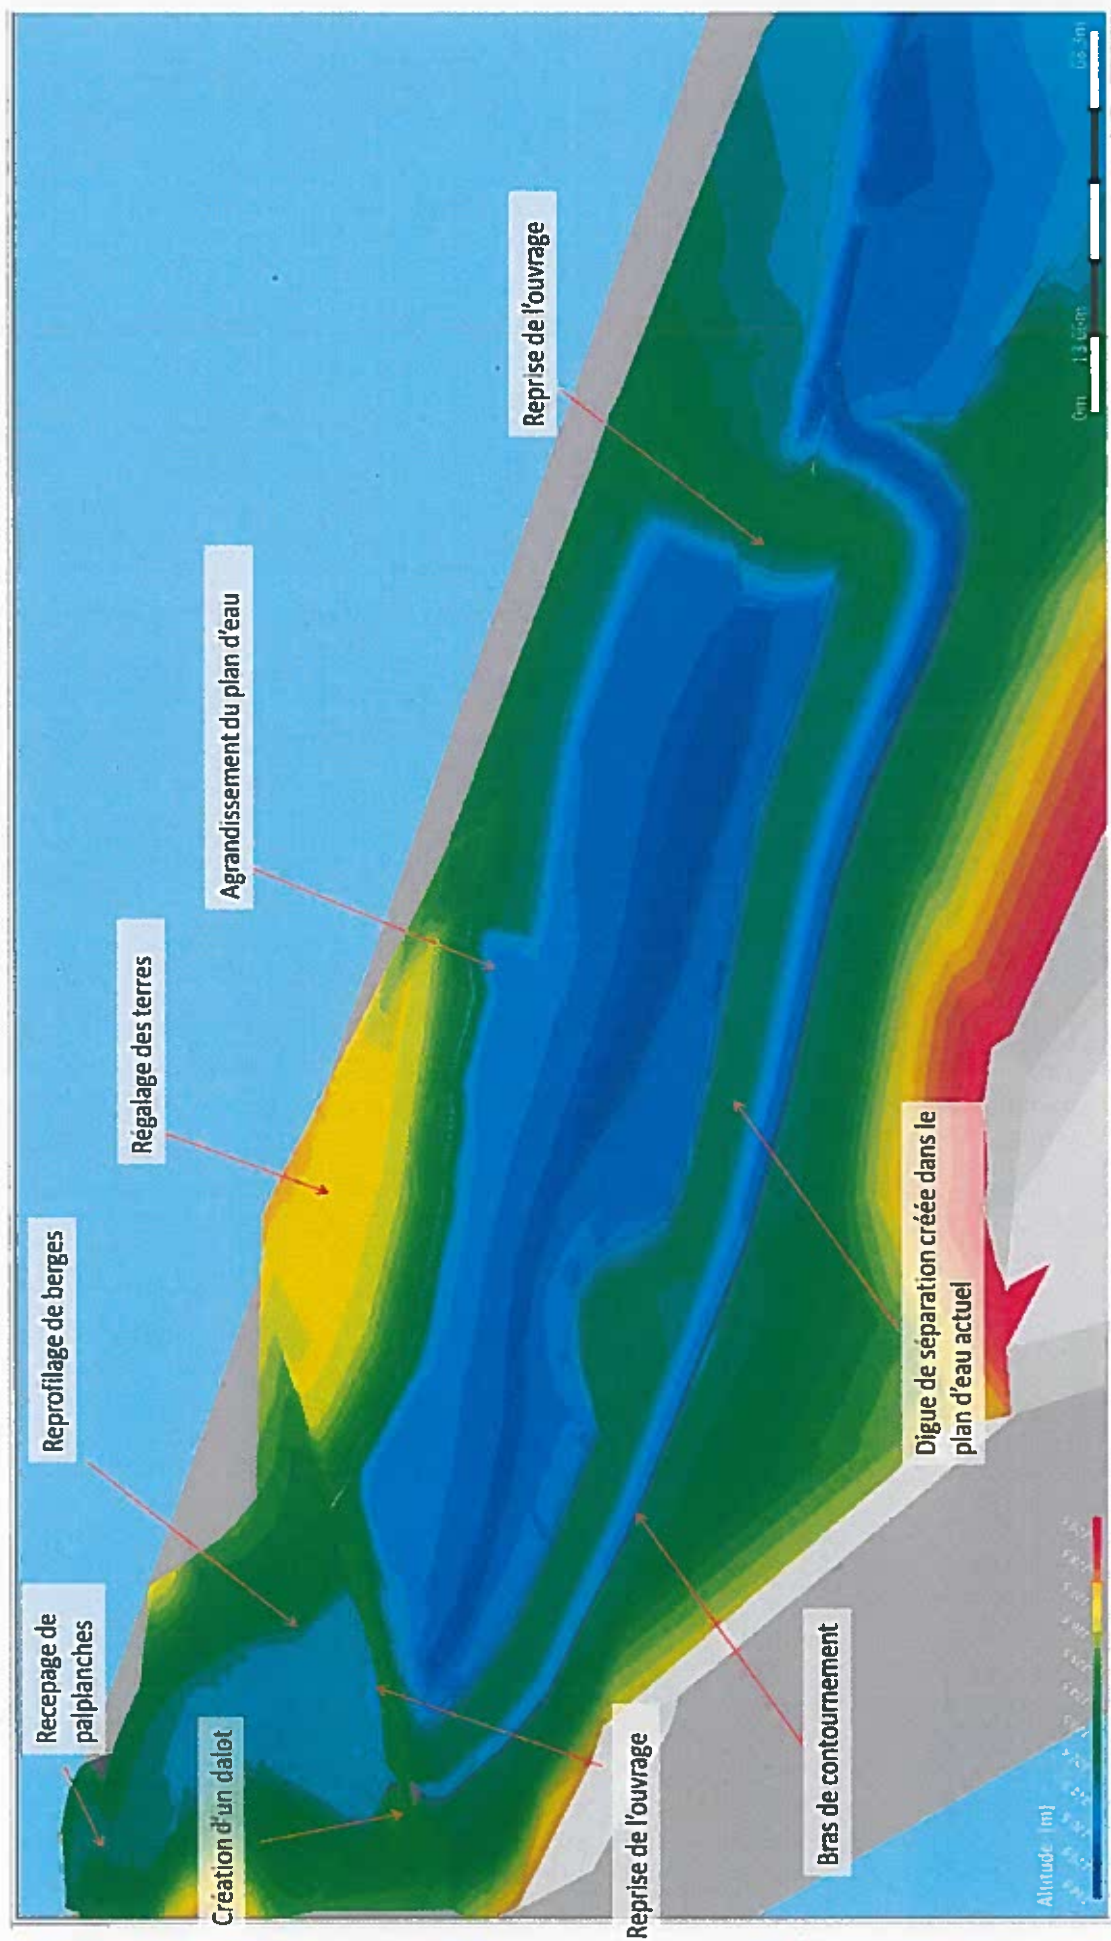 Recepage de
palplanches
Reprofilage de berges
Régalage des terres
Agrandissement du plan d'eau
Reprise de l'ouvrage
Création d'un dalot
Reprise de l'ouvrage
Bras de contournement
Digue de séparation créée dans le
plan d'eau actuel
Altitude [m]
0m